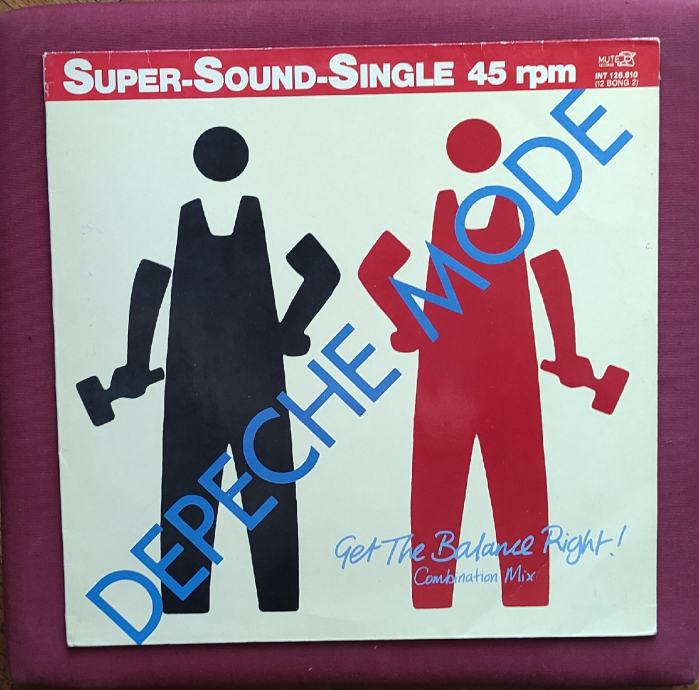 SUPER-SOUND-SINGLE 45 rpm
MUTE
RECORDS
INT 126.810
(12 BONG 2)
DEPECHE MODE
Get The Balance Right!
Combination Mix